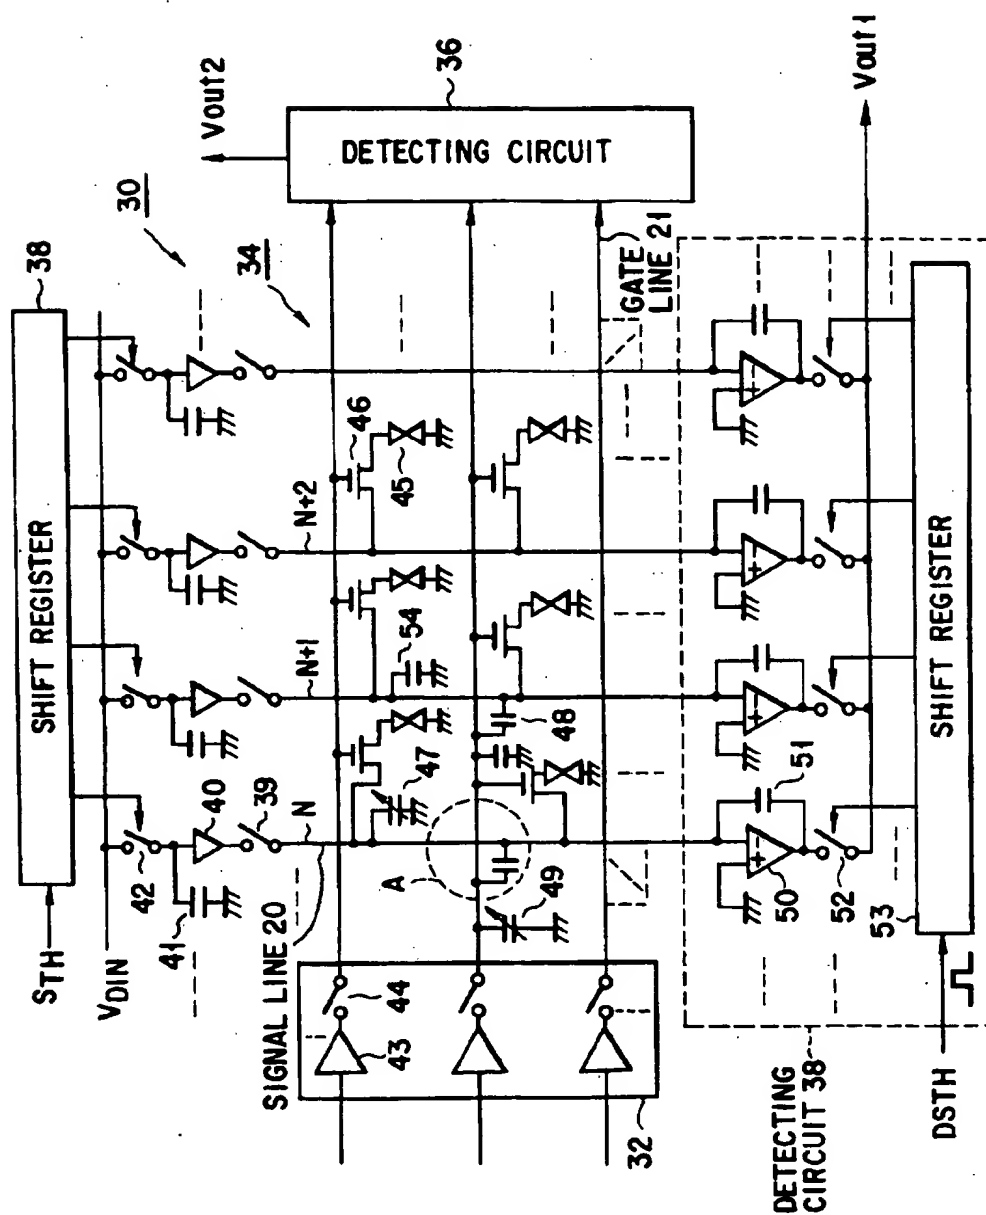 38
SHIFT REGISTER
STH
VDIN
30
Vout2
36
DETECTING CIRCUIT
42
41
40
39
34
N
N+1
N+2
46
45
54
47
48
A
49
SIGNAL LINE 20
44
43
32
GATE
LINE 21
51
50
52
53
SHIFT REGISTER
Vout1
DSTH
DETECTING
CIRCUIT 38